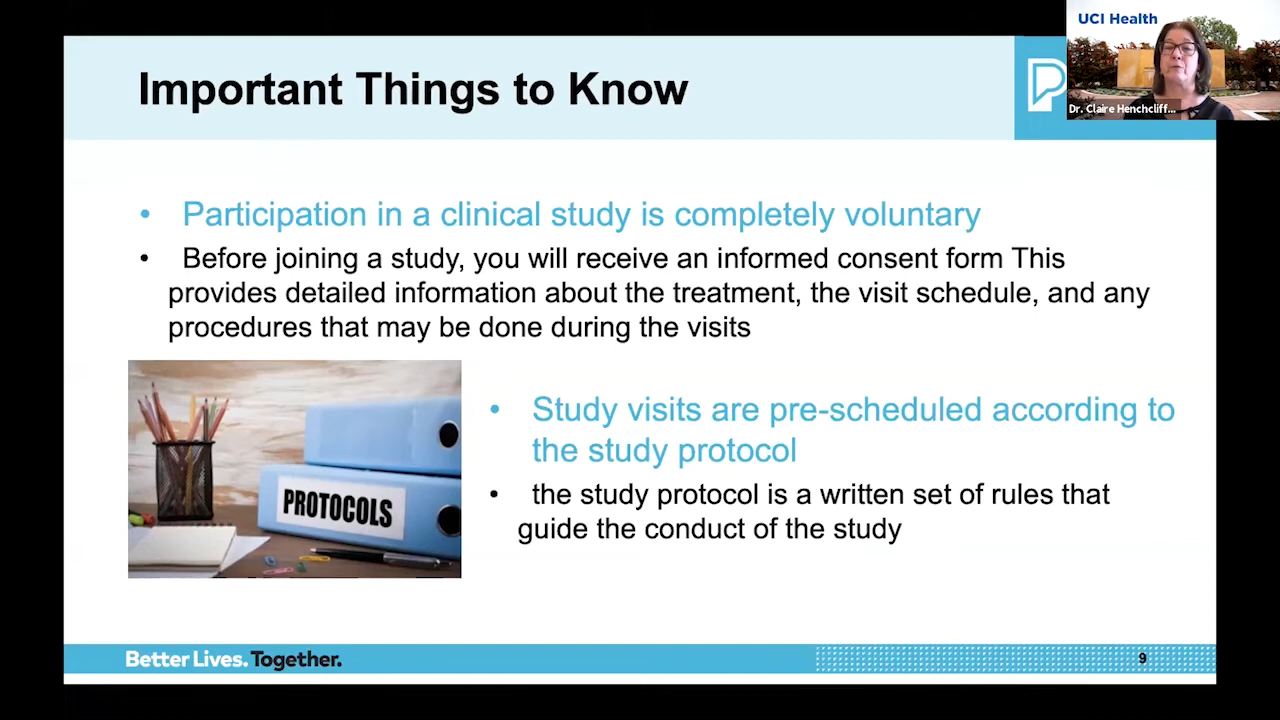 UCI Health
Important Things to Know
P
Dr. Claire Henchcliff...
• Participation in a clinical study is completely voluntary
• Before joining a study, you will receive an informed consent form This
provides detailed information about the treatment, the visit schedule, and any
procedures that may be done during the visits
PROTOCOLS
• Study visits are pre-scheduled according to
the study protocol
• the study protocol is a written set of rules that
guide the conduct of the study
Better Lives. Together.
9